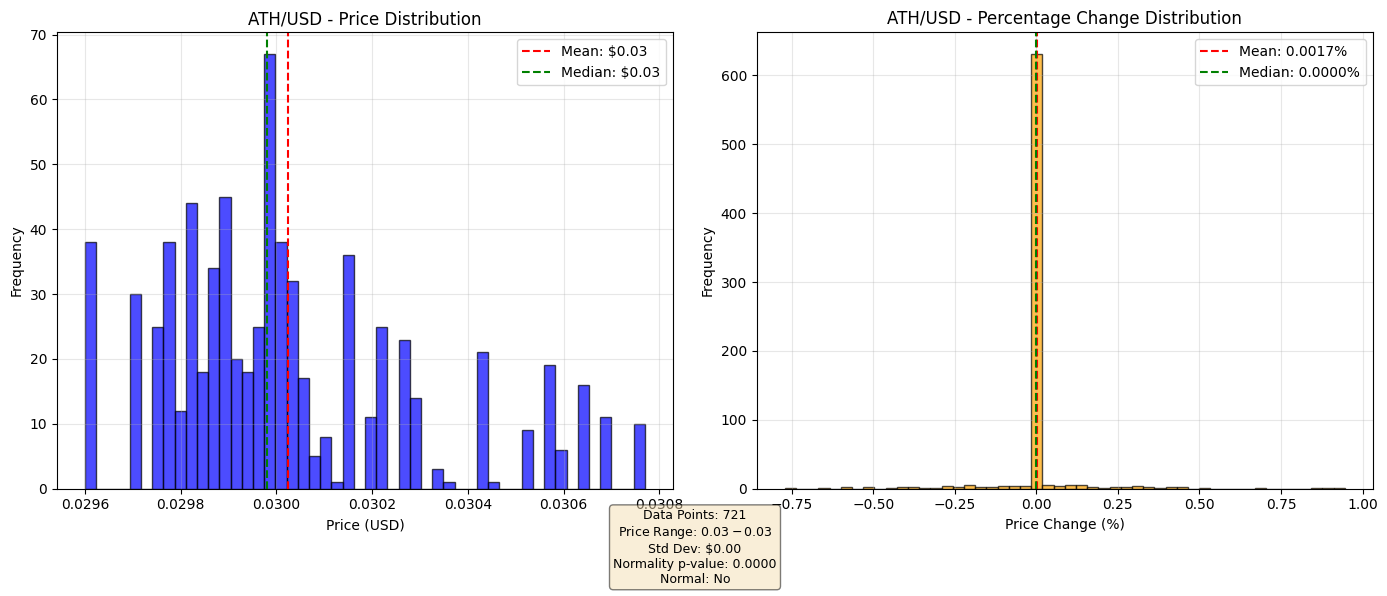 ATH/USD - Price Distribution
70
60
50
40
30
20
10
0
Frequency
Mean: $0.03
Median: $0.03
0.0296
0.0298
0.0300
0.0302
0.0304
0.0306
0.0308
Price (USD)
ATH/USD - Percentage Change Distribution
600
500
400
300
200
100
0
Frequency
Mean: 0.0017%
Median: 0.0000%
−0.75
−0.50
−0.25
0.00
0.25
0.50
0.75
1.00
Price Change (%)
Data Points: 721
Price Range: 0.03 − 0.03
Std Dev: $0.00
Normality p-value: 0.0000
Normal: No